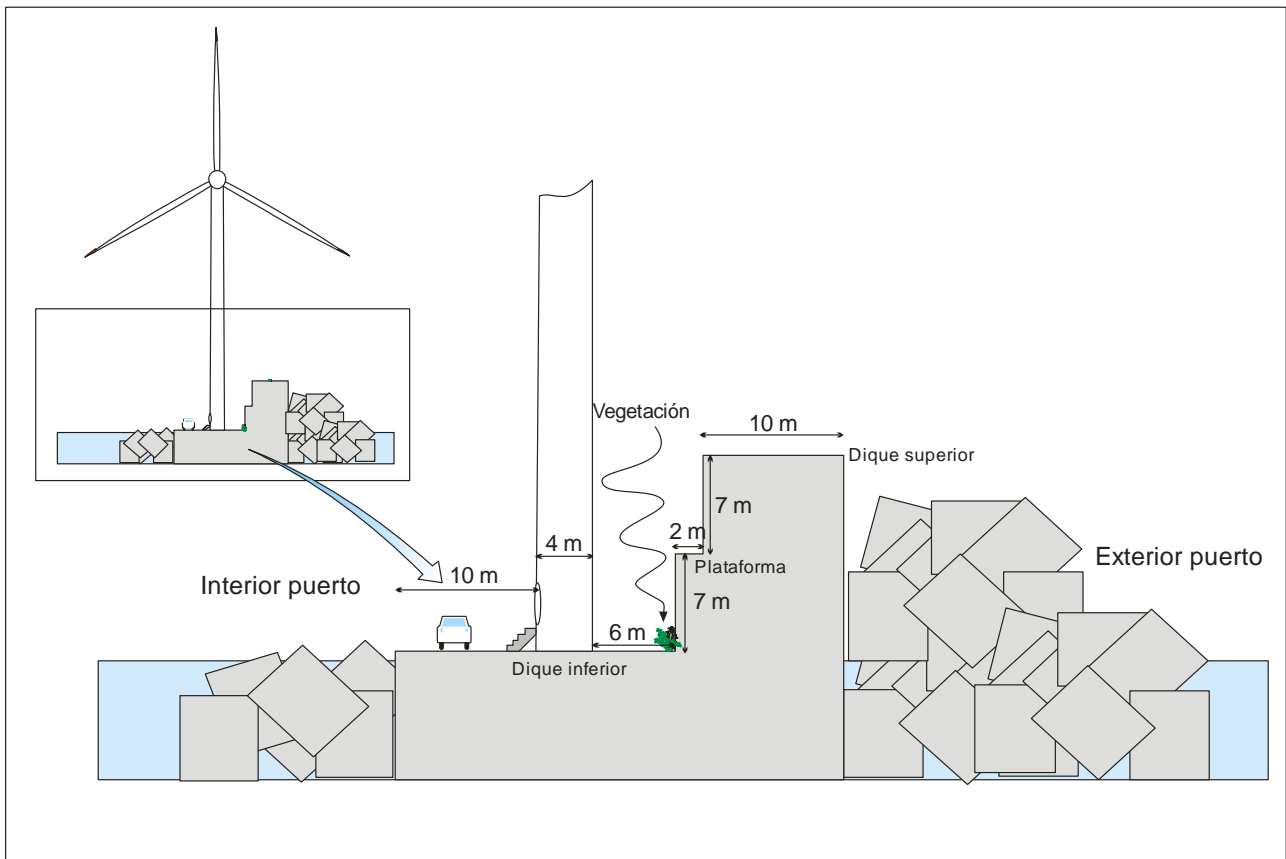 Vegetación
10 m
Dique superior
7 m
2 m
4 m
Plataforma
Exterior puerto
10 m
Interior puerto
7 m
6 m
Dique inferior